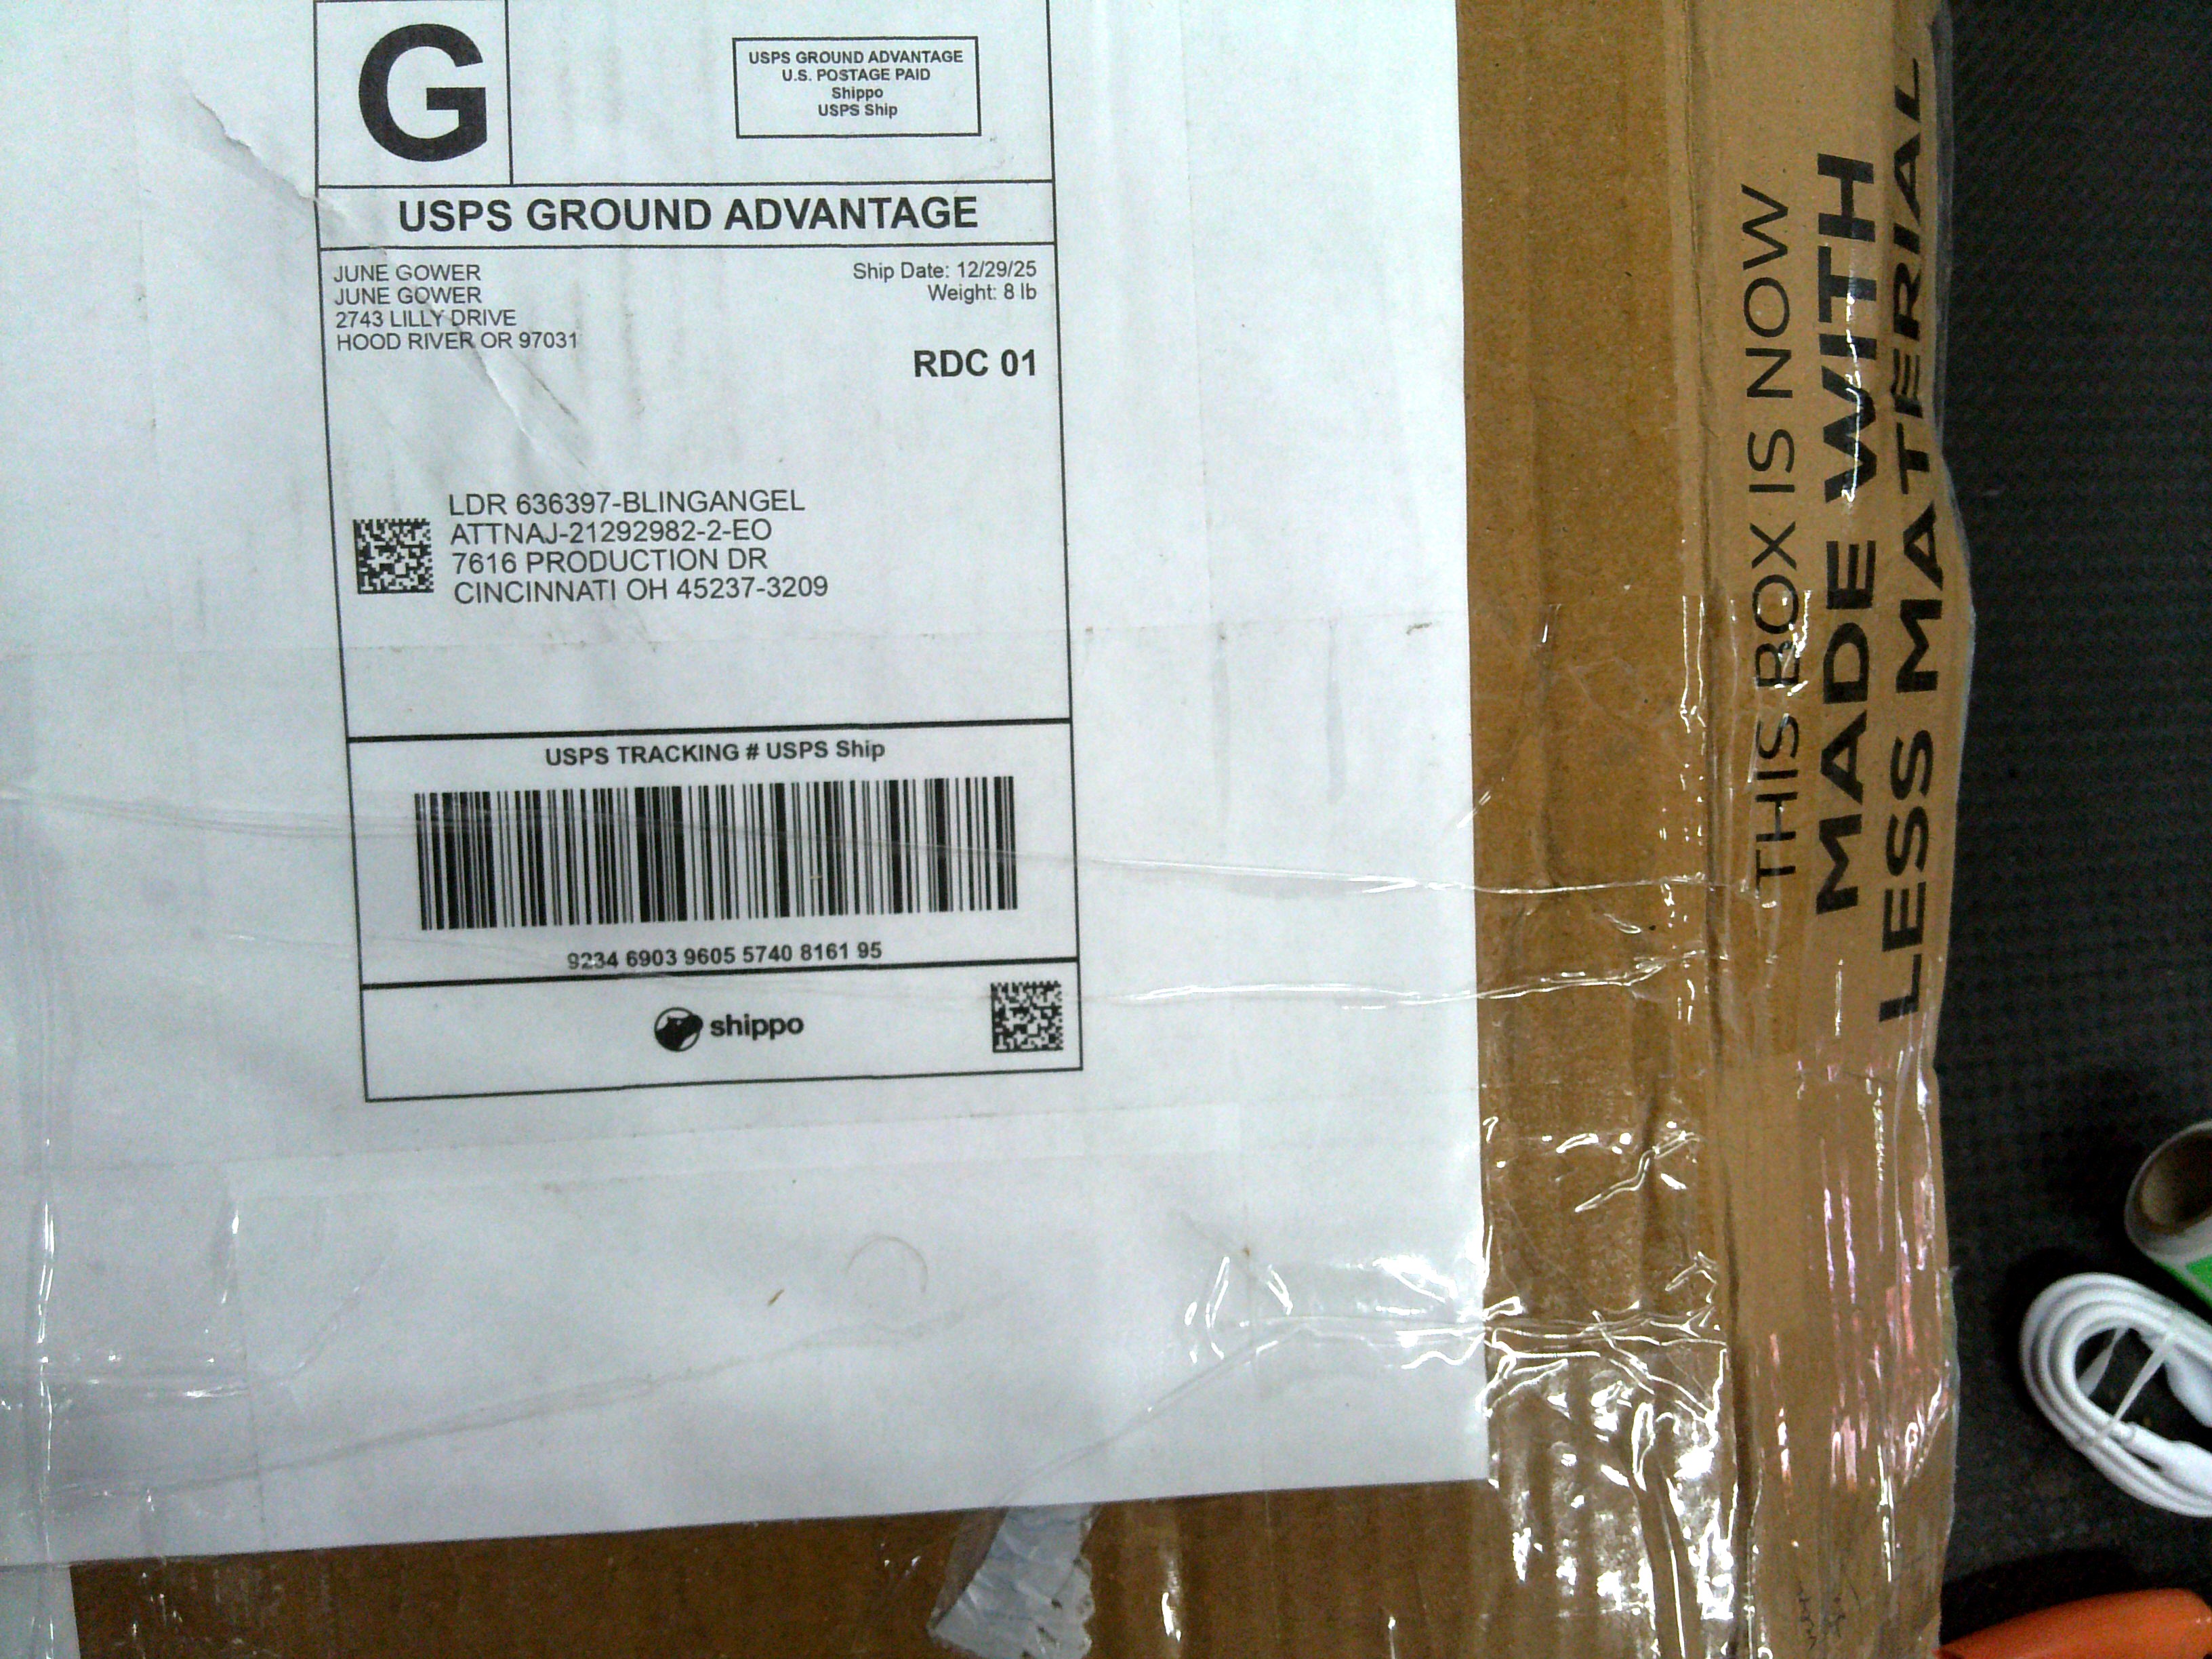 G
USPS GROUND ADVANTAGE
U.S. POSTAGE PAID
Shippo
USPS Ship
USPS GROUND ADVANTAGE
JUNE GOWER
JUNE GOWER
2743 LILLY DRIVE
HOOD RIVER OR 97031
Ship Date: 12/29/25
Weight: 8 lb
RDC 01
LDR 636397-BLINGANGEL
ATTNAJ-21292982-2-EO
7616 PRODUCTION DR
CINCINNATI OH 45237-3209
USPS TRACKING # USPS Ship
9234 6903 9605 5740 8161 95
shippo
THIS BOX IS NOW
MADE WITH
LESS MATERIAL